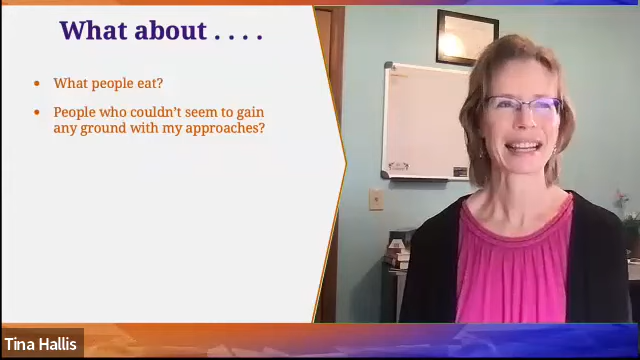 What about . . . .
• What people eat?
• People who couldn't seem to gain
any ground with my approaches?
Tina Hallis